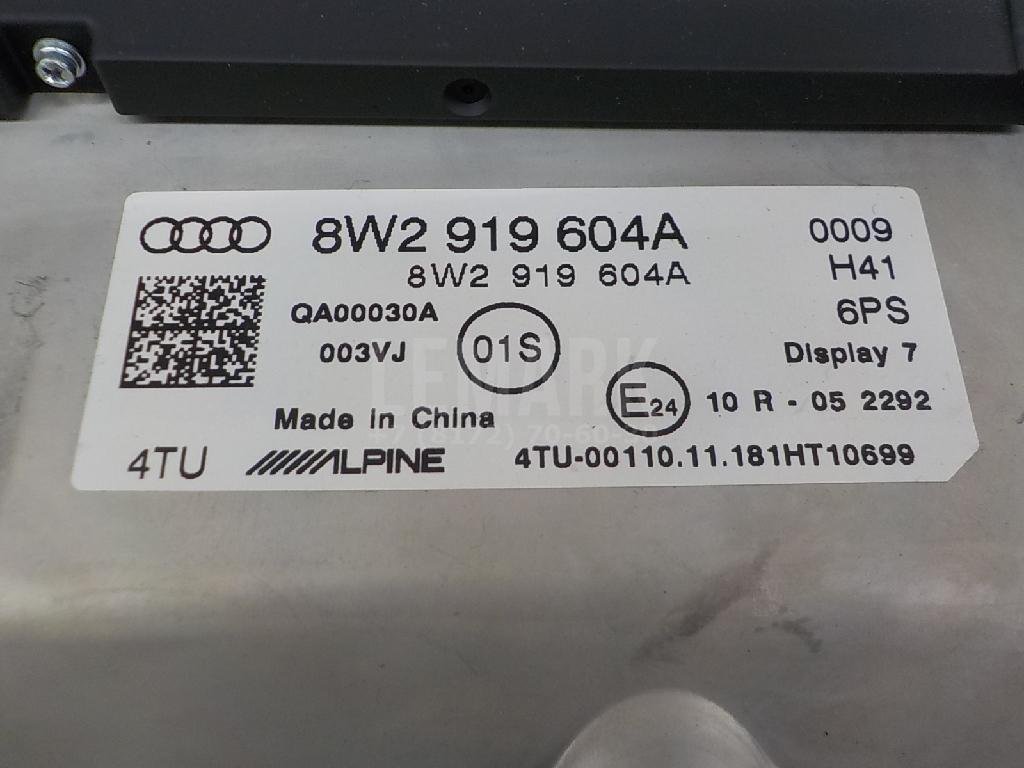 8W2 919 604A 0009
8W2 919 604A H41
QA00030A 6PS
003VJ 01S Display 7
LEMARK
Made in China E24 10 R - 05 2292
4TU ALPINE 4TU-00110.11.181HT10699